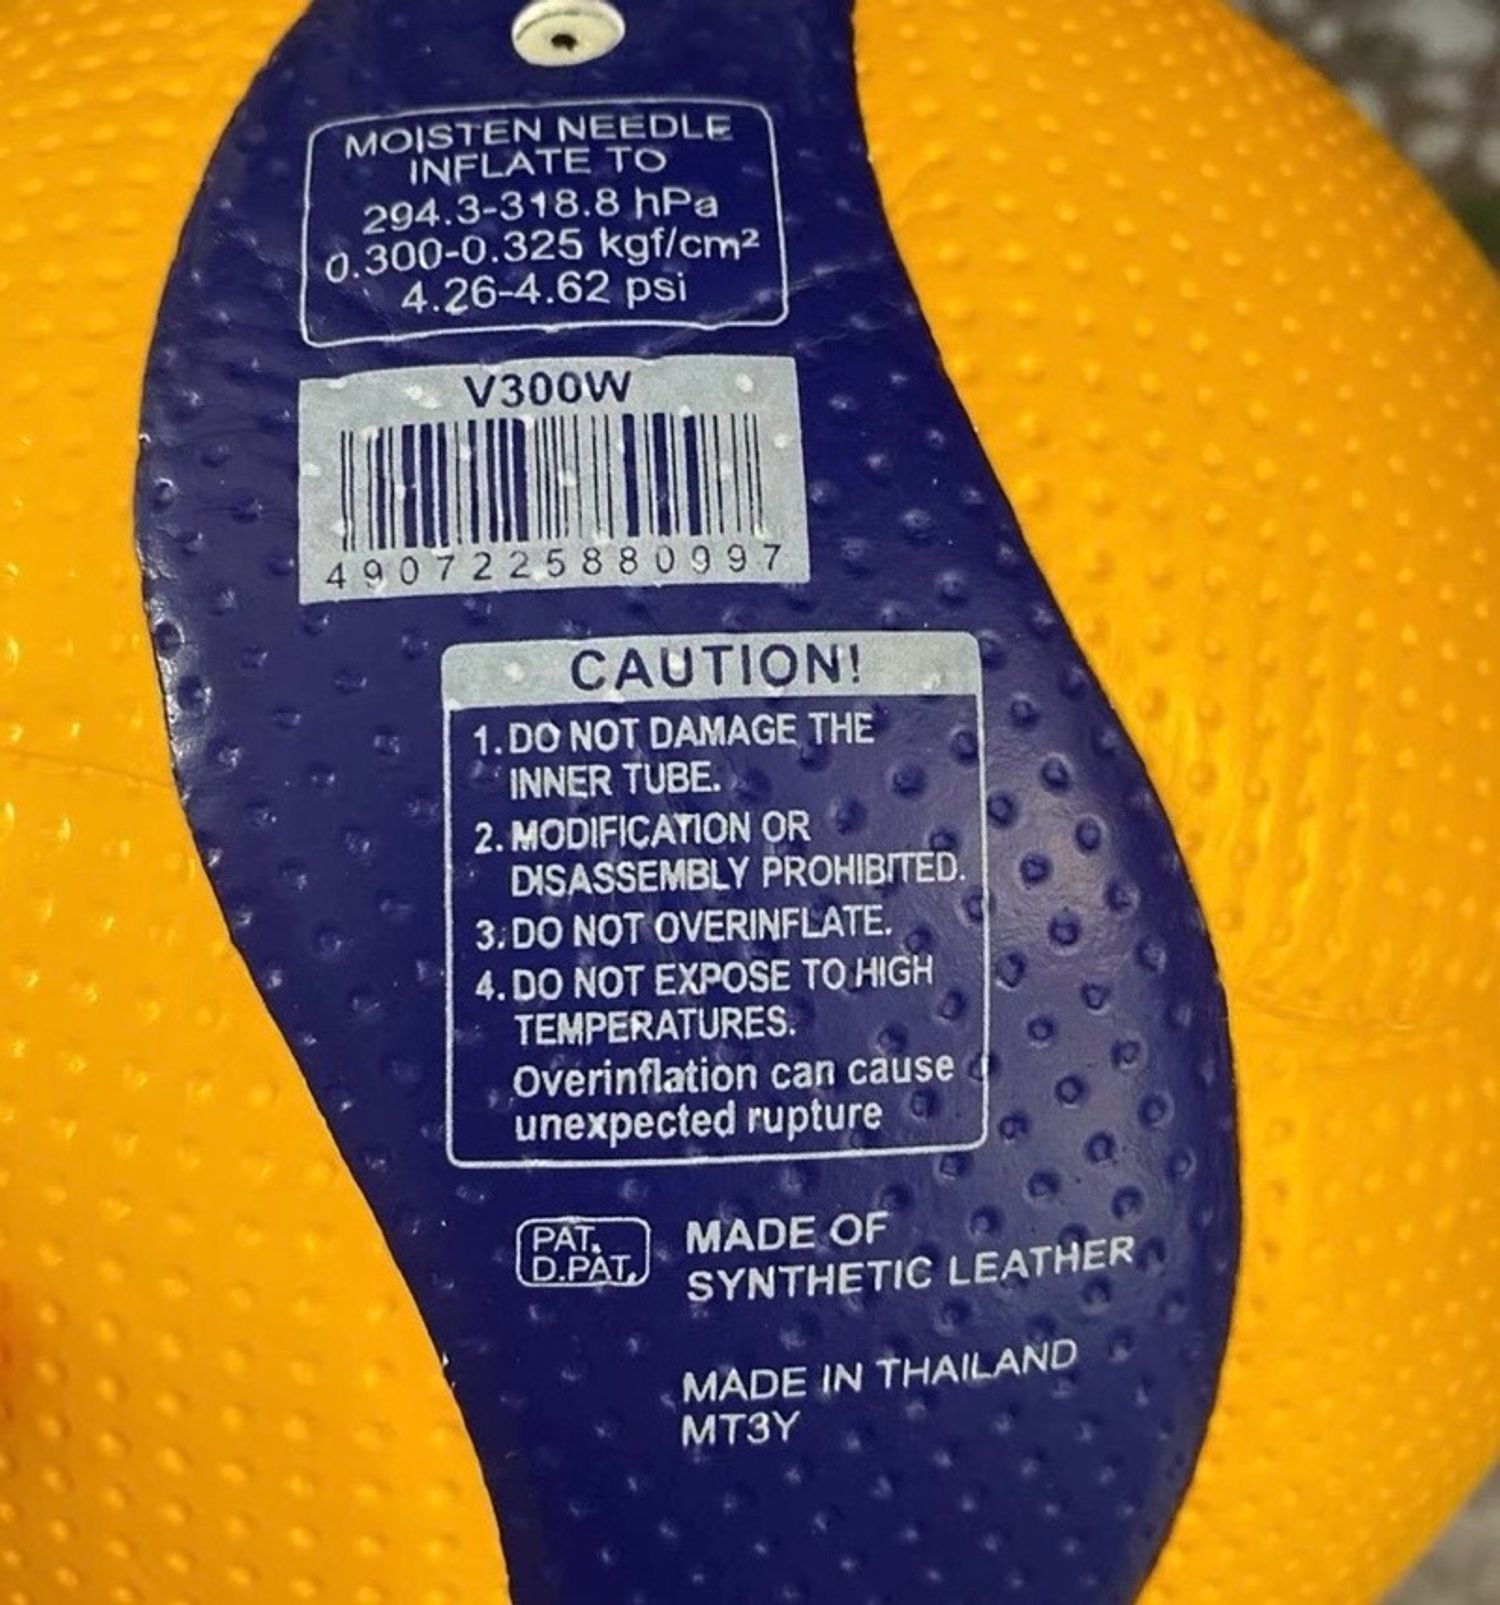 MOISTEN NEEDLE
INFLATE TO
294.3-318.8 hPa
0.300-0.325 kgf/cm²
4.26-4.62 psi
V300W
4907225880997
CAUTION!
1. DO NOT DAMAGE THE
INNER TUBE.
2. MODIFICATION OR
DISASSEMBLY PROHIBITED.
3. DO NOT OVERINFLATE.
4. DO NOT EXPOSE TO HIGH
TEMPERATURES.
Overinflation can cause
unexpected rupture
PAT.
D.PAT.
MADE OF
SYNTHETIC LEATHER
MADE IN THAILAND
MT3Y